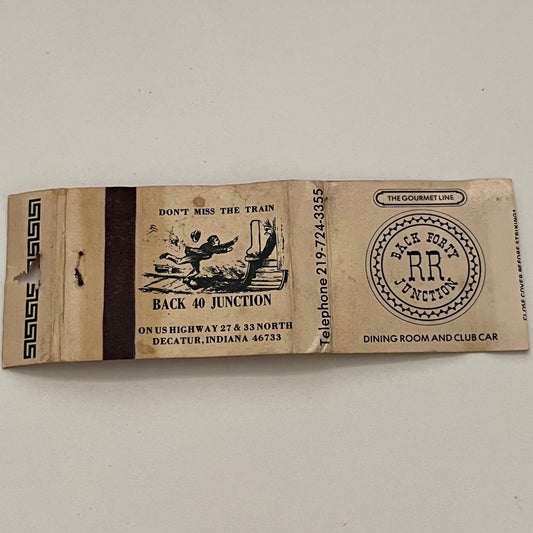 DON'T MISS THE TRAIN
BACK 40 JUNCTION
ON US HIGHWAY 27 & 33 NORTH
DECATUR, INDIANA 46733
Telephone 219-724-3355
THE GOURMET LINE
BACK FORTY
RR
JUNCTION
DINING ROOM AND CLUB CAR
CLOSE COVER BEFORE STRIKING